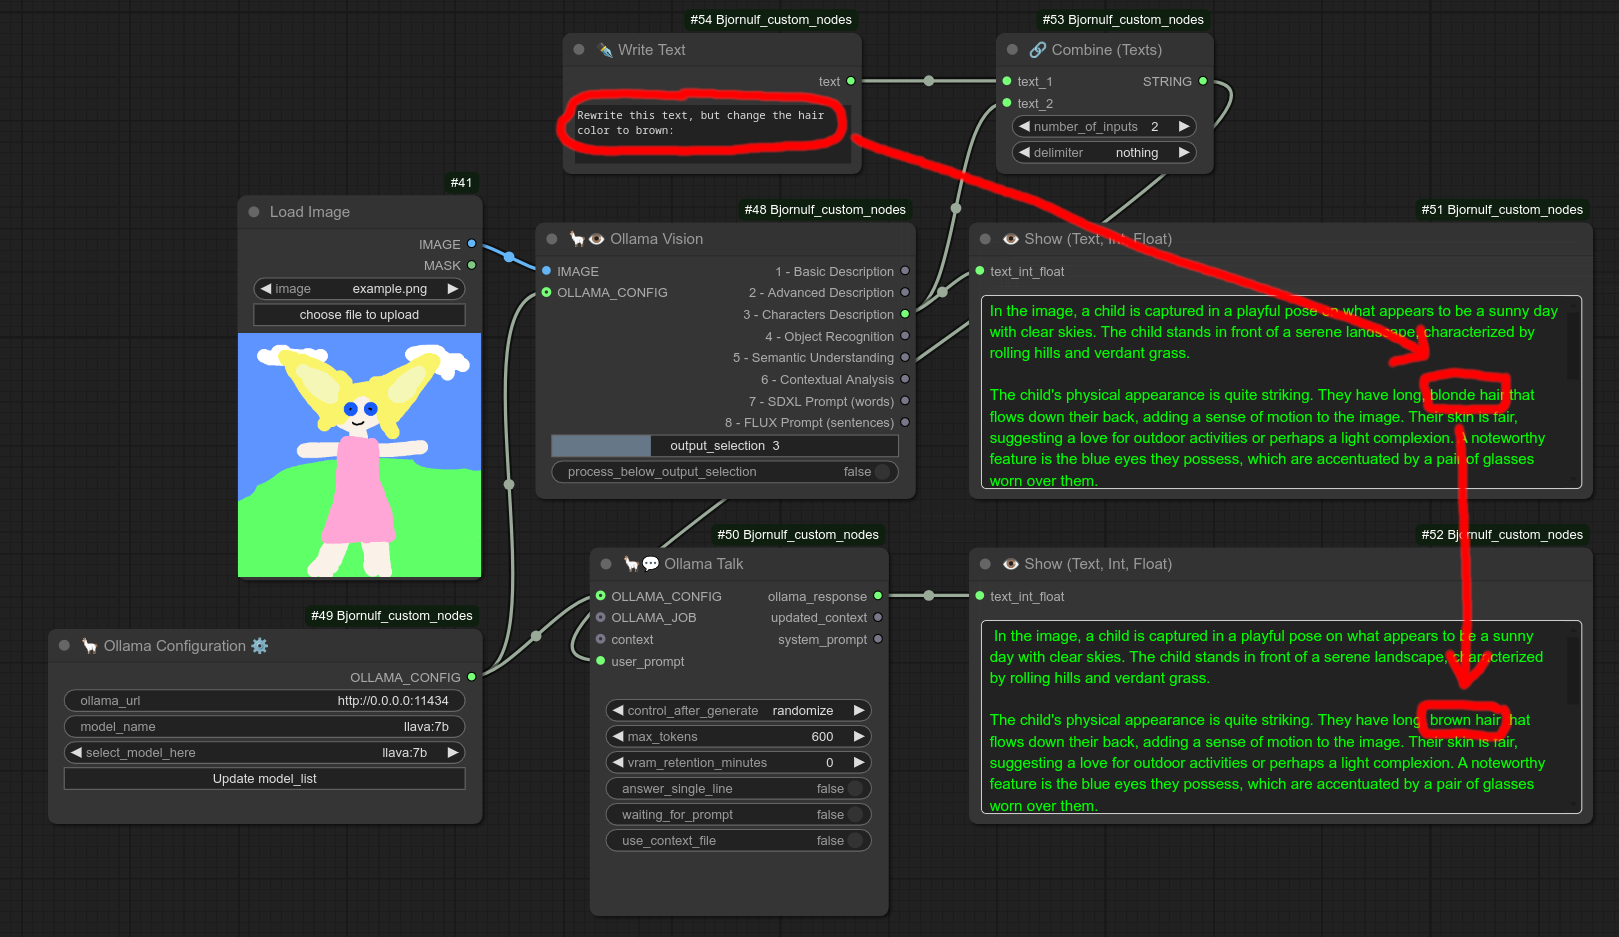 #54 Bjornulf_custom_nodes
✒️ Write Text
text
Rewrite this text, but change the hair
color to brown:
#53 Bjornulf_custom_nodes
🔗 Combine (Texts)
text_1
STRING
text_2
number_of_inputs 2
delimiter nothing
#41
Load Image
IMAGE
MASK
image example.png
choose file to upload
#48 Bjornulf_custom_nodes
🦙👁️ Ollama Vision
IMAGE
OLLAMA_CONFIG
1 - Basic Description
2 - Advanced Description
3 - Characters Description
4 - Object Recognition
5 - Semantic Understanding
6 - Contextual Analysis
7 - SDXL Prompt (words)
8 - FLUX Prompt (sentences)
output_selection 3
process_below_output_selection false
#51 Bjornulf_custom_nodes
👁️ Show (Text, Int, Float)
text_int_float
In the image, a child is captured in a playful pose on what appears to be a sunny day
with clear skies. The child stands in front of a serene landscape, characterized by
rolling hills and verdant grass.
The child's physical appearance is quite striking. They have long, blonde hair that
flows down their back, adding a sense of motion to the image. Their skin is fair,
suggesting a love for outdoor activities or perhaps a light complexion. A noteworthy
feature is the blue eyes they possess, which are accentuated by a pair of glasses
worn over them.
#49 Bjornulf_custom_nodes
🦙 Ollama Configuration ⚙️
OLLAMA_CONFIG
ollama_url http://0.0.0.0:11434
model_name llava:7b
select_model_here llava:7b
Update model_list
#50 Bjornulf_custom_nodes
🦙💬 Ollama Talk
OLLAMA_CONFIG
OLLAMA_JOB
context
user_prompt
ollama_response
updated_context
system_prompt
control_after_generate randomize
max_tokens 600
vram_retention_minutes 0
answer_single_line false
waiting_for_prompt false
use_context_file false
#52 Bjornulf_custom_nodes
👁️ Show (Text, Int, Float)
text_int_float
In the image, a child is captured in a playful pose on what appears to be a sunny
day with clear skies. The child stands in front of a serene landscape, characterized
by rolling hills and verdant grass.
The child's physical appearance is quite striking. They have long, brown hair that
flows down their back, adding a sense of motion to the image. Their skin is fair,
suggesting a love for outdoor activities or perhaps a light complexion. A noteworthy
feature is the blue eyes they possess, which are accentuated by a pair of glasses
worn over them.